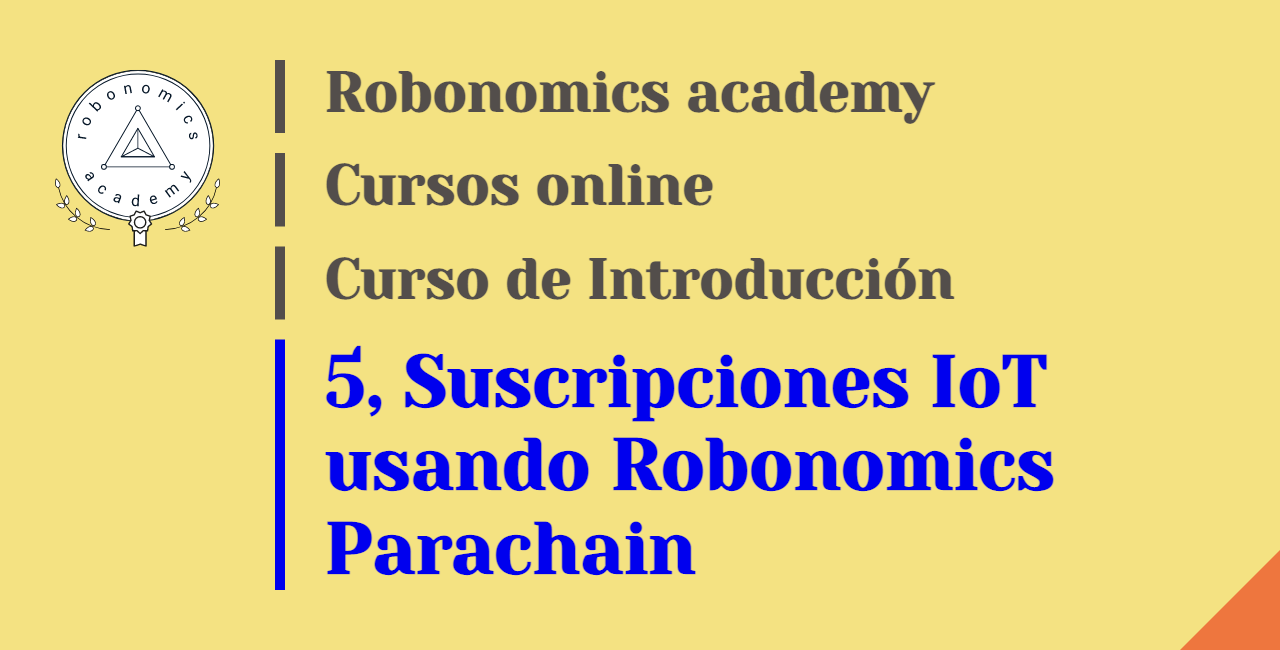 robonomics
academy
Robonomics academy
Cursos online
Curso de Introducción
5, Suscripciones IoT
usando Robonomics
Parachain